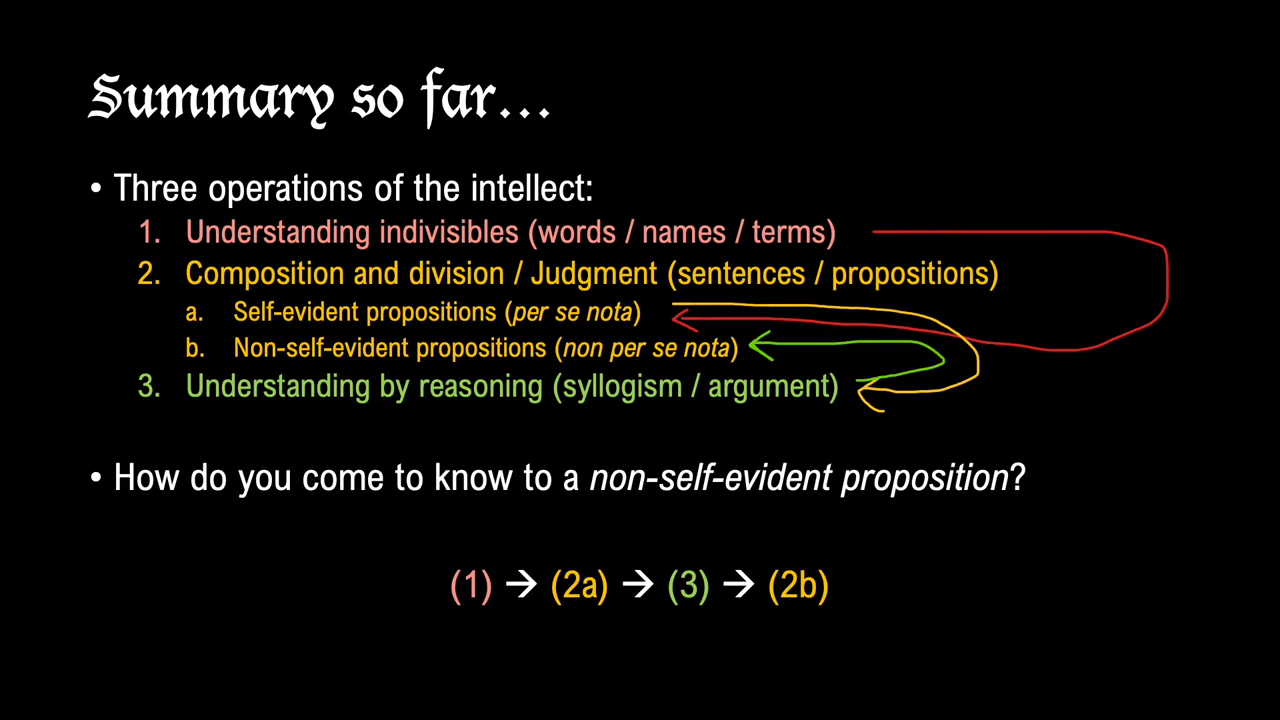 Summary so far...
• Three operations of the intellect:
1. Understanding indivisibles (words / names / terms)
2. Composition and division / Judgment (sentences / propositions)
a. Self-evident propositions (per se nota)
b. Non-self-evident propositions (non per se nota)
3. Understanding by reasoning (syllogism / argument)
• How do you come to know to a non-self-evident proposition?
(1) → (2a) → (3) → (2b)